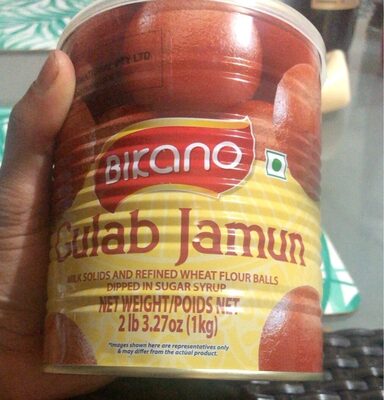 PTY LTD
BIKANO
Gulab Jamun
MILK SOLIDS AND REFINED WHEAT FLOUR BALLS
DIPPED IN SUGAR SYRUP
NET WEIGHT/POIDS NET
2 lb 3.27oz (1kg)
*Images shown here are representatives only
& may differ from the actual product.